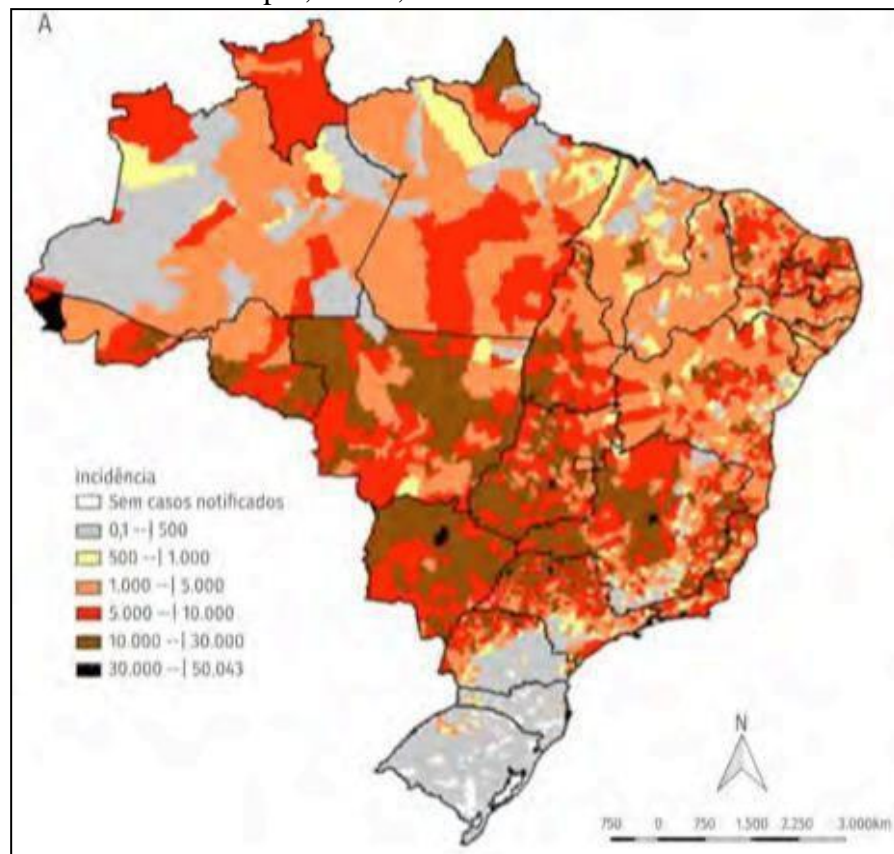 A
Incidência
Sem casos notificados
0,1 --| 500
500 --| 1.000
1.000 --| 5.000
5.000 --| 10.000
10.000 --| 30.000
30.000 --| 50.043
N
750 0 750 1.500 2.250 3.000km